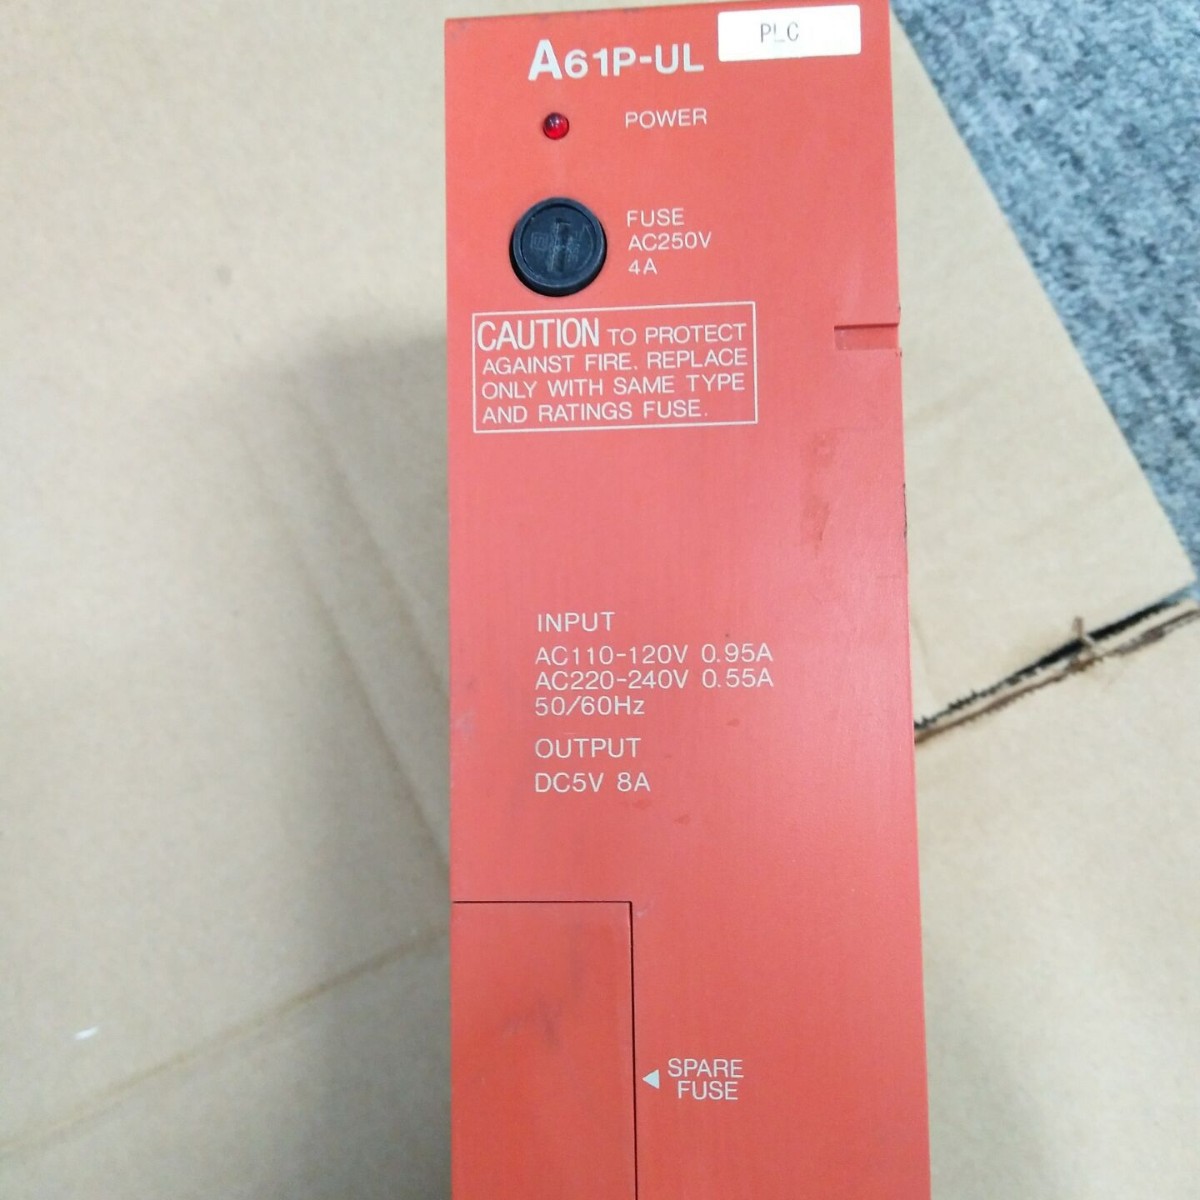 PLC
A61P-UL
POWER
FUSE
AC250V
4A
CAUTION TO PROTECT
AGAINST FIRE. REPLACE
ONLY WITH SAME TYPE
AND RATINGS FUSE.
INPUT
AC110-120V 0.95A
AC220-240V 0.55A
50/60Hz
OUTPUT
DC5V 8A
SPARE
FUSE